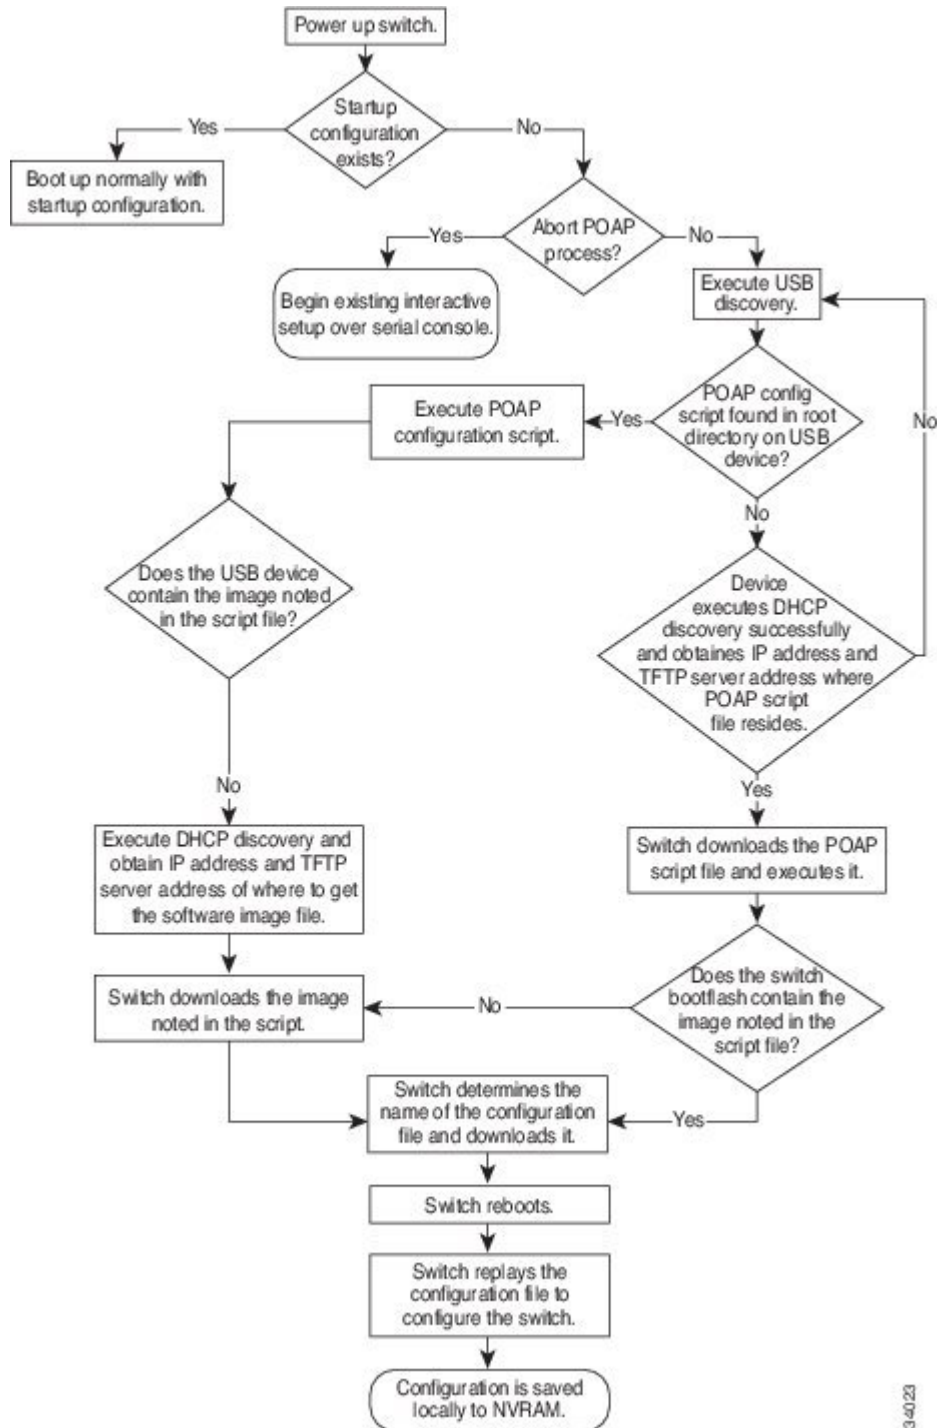 Power up switch.
Startup
configuration
exists?
Yes
No
Boot up normally with
startup configuration.
Abort POAP
process?
Yes
No
Begin existing interactive
setup over serial console.
Execute USB
discovery.
POAP config
script found in root
directory on USB
device?
Yes
No
No
Execute POAP
configuration script.
Does the USB device
contain the image noted
in the script file?
Device
executes DHCP
discovery successfully
and obtaines IP address and
TFTP server address where
POAP script
file resides.
No
Yes
Execute DHCP discovery and
obtain IP address and TFTP
server address of where to get
the software image file.
Switch downloads the POAP
script file and executes it.
Switch downloads the image
noted in the script.
No
Does the switch
bootflash contain the
image noted in the
script file?
Yes
Switch determines the
name of the configuration
file and downloads it.
Switch reboots.
Switch replays the
configuration file to
configure the switch.
Configuration is saved
locally to NVRAM.
34023